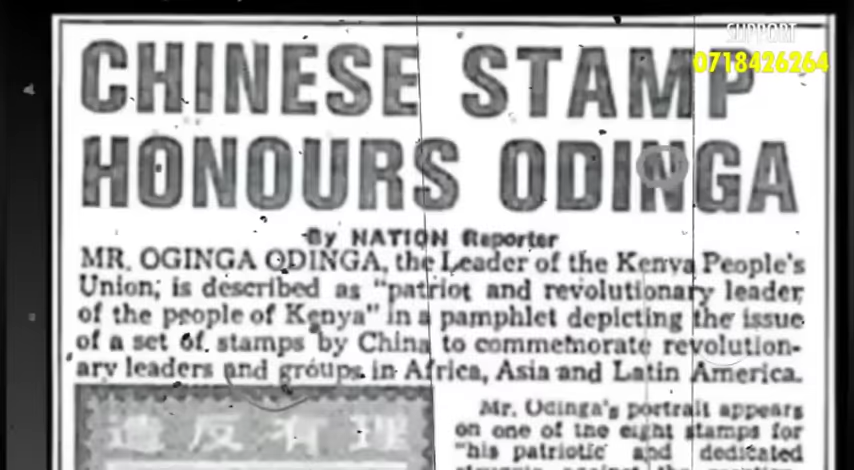 SUPPORT
0718426264
CHINESE STAMP
HONOURS ODINGA
By NATION Reporter
MR. OGINGA ODINGA, the Leader of the Kenya People's
Union, is described as "patriot and revolutionary leader
of the people of Kenya" in a pamphlet depicting the issue
of a set of stamps by China to commemorate revolution-
ary leaders and groups in Africa, Asia and Latin America.
造反有理
Mr. Odinga's portrait appears
on one of the eight stamps for
"his patriotic and dedicated